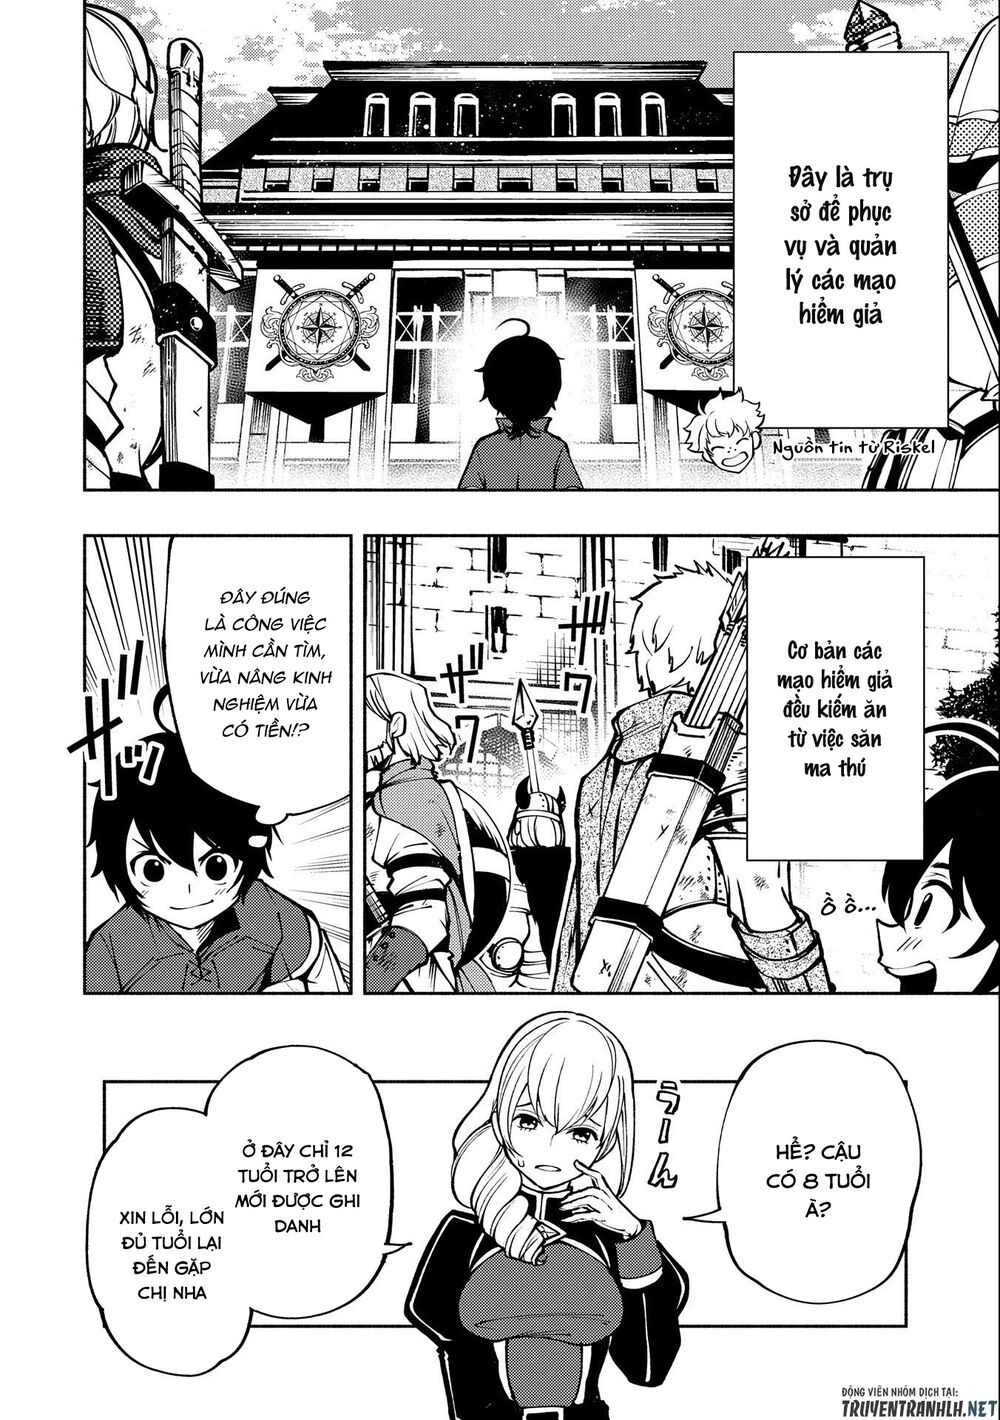 Đây là trụ
sở để phục
vụ và quản
lý các mạo
hiểm giả
Nguồn tin từ Riskel
Cơ bản các
mạo hiểm giả
đều kiếm ăn
từ việc săn
ma thú
ồ ồ...
ĐÂY ĐÚNG
LÀ CÔNG VIỆC
MÌNH CẦN TÌM,
VỪA NÂNG KINH
NGHIỆM VỪA
CÓ TIỀN!?
HỂ? CẬU
CÓ 8 TUỔI
À?
うーん
Ở ĐÂY CHỈ 12
TUỔI TRỞ LÊN
MỚI ĐƯỢC GHI
DANH
XIN LỖI, LỚN
ĐỦ TUỔI LẠI
ĐẾN GẶP
CHỊ NHA
ĐỘNG VIÊN NHÓM DỊCH TẠI:
TRUYENTRANHLH.NET